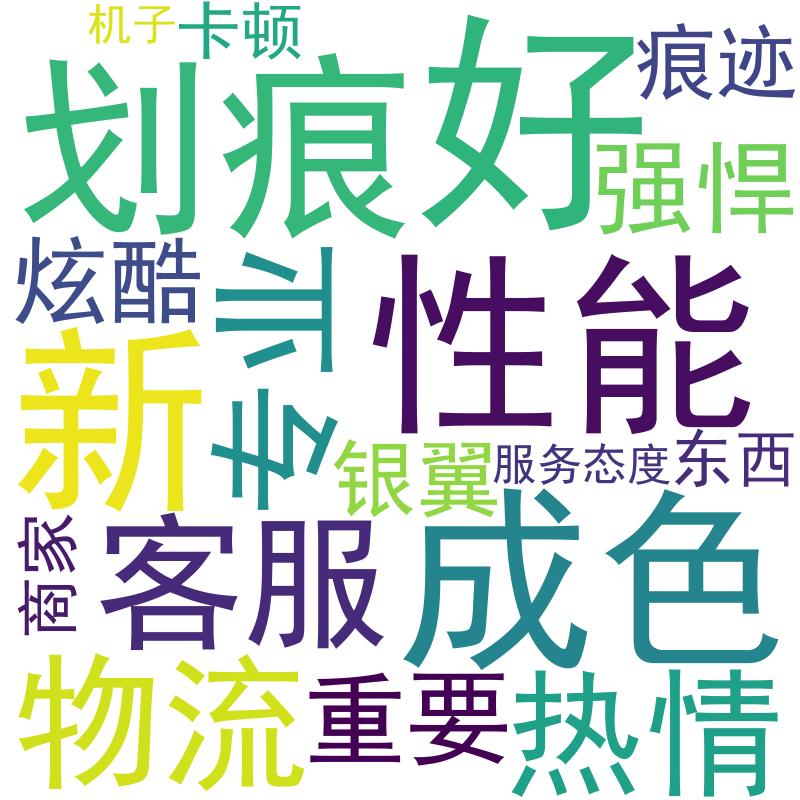 机子
卡顿
划痕
好
痕迹
强悍
炫酷
专业
性能
新
银翼
服务态度
东西
商家
客服
成色
物流
重要
热情